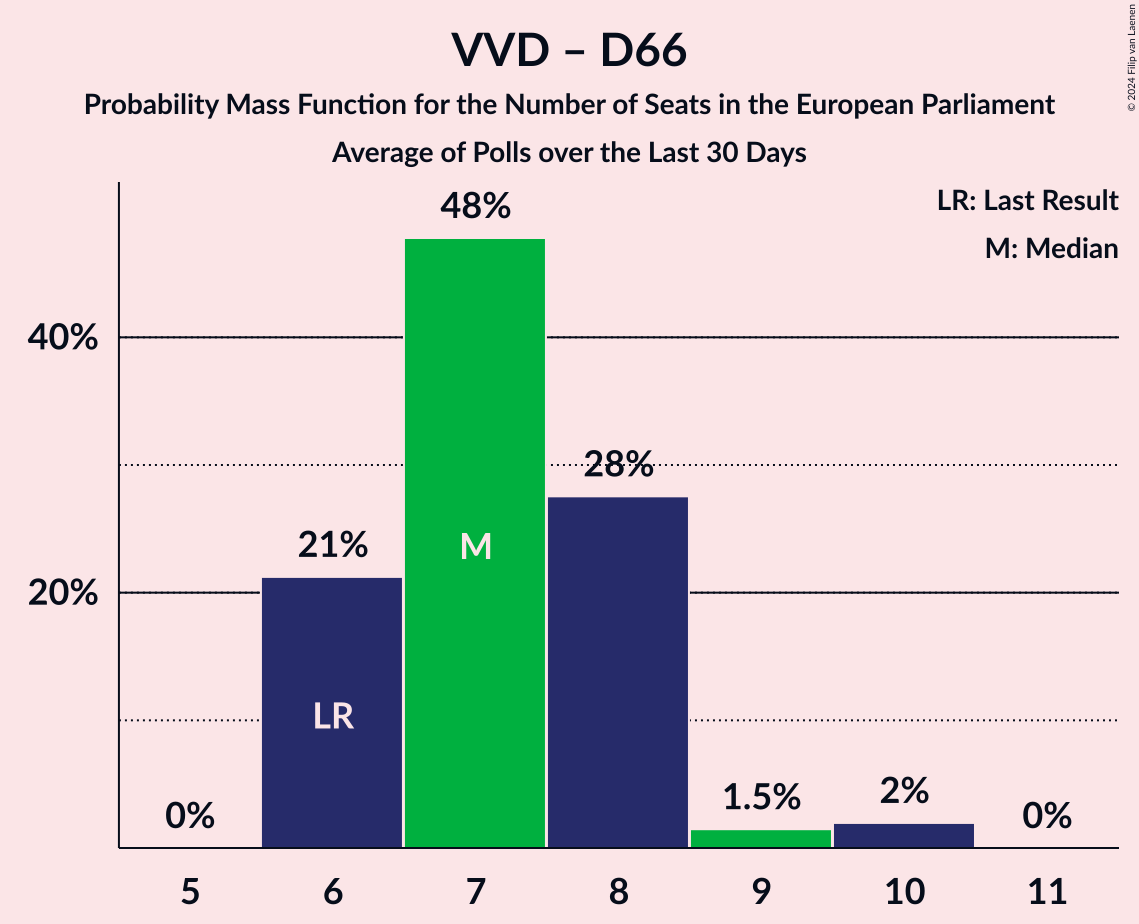 VVD – D66
Probability Mass Function for the Number of Seats in the European Parliament
Average of Polls over the Last 30 Days
© 2024 Filip van Laenen
LR: Last Result
M: Median
48%
40%
28%
21%
M
20%
LR
1.5%
2%
0%
0%
5 6 7 8 9 10 11